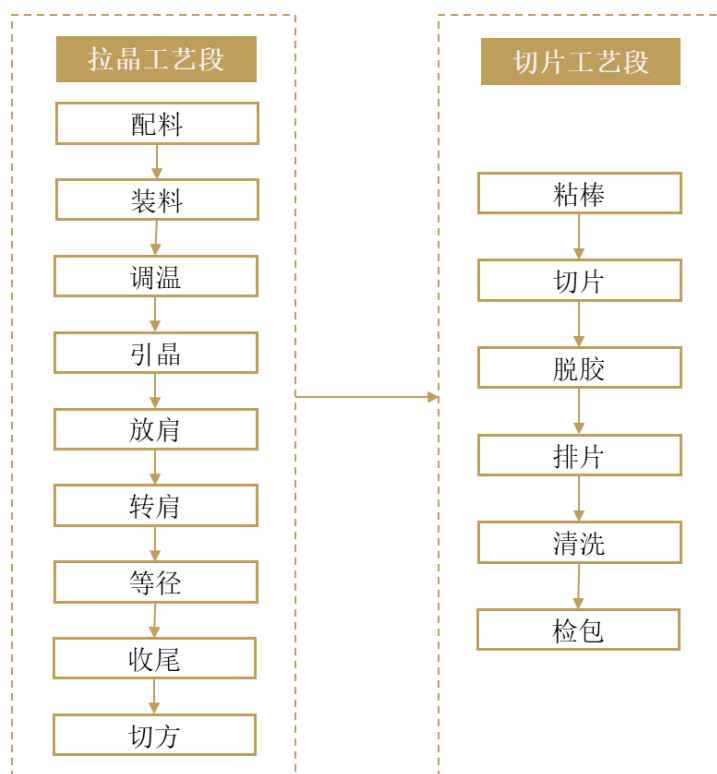 拉晶工艺段
配料
装料
调温
引晶
放肩
转肩
等径
收尾
切方
切片工艺段
粘棒
切片
脱胶
排片
清洗
检包